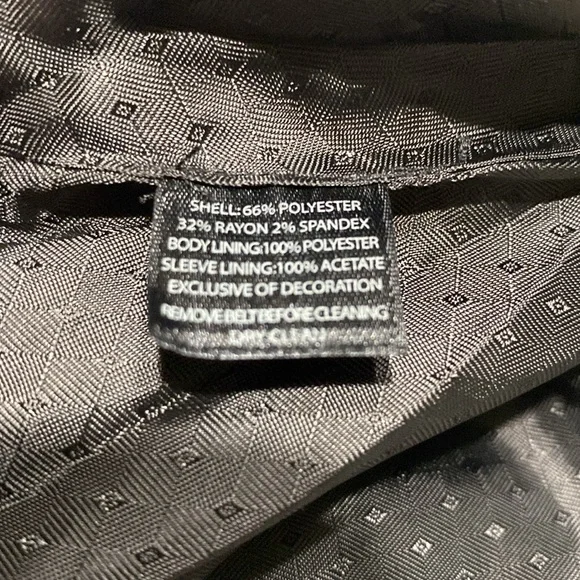 SHELL:66% POLYESTER
32% RAYON 2% SPANDEX
BODY LINING:100% POLYESTER
SLEEVE LINING:100% ACETATE
EXCLUSIVE OF DECORATION
REMOVE BELT BEFORE CLEANING
DRY CLEAN